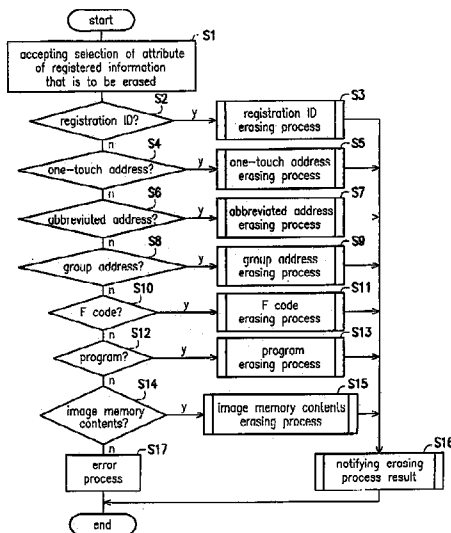 start
S1
accepting selection of attribute
of registered information
that is to be erased
S2
registration ID?
y
n
S3
registration ID
erasing process
S4
one-touch address?
y
n
S5
one-touch address
erasing process
S6
abbreviated address?
y
n
S7
abbreviated address
erasing process
S8
group address?
y
n
S9
group address
erasing process
S10
F code?
y
n
S11
F code
erasing process
S12
program?
y
n
S13
program
erasing process
S14
image memory
contents?
y
n
S15
image memory contents
erasing process
S17
error
process
S16
notifying erasing
process result
end